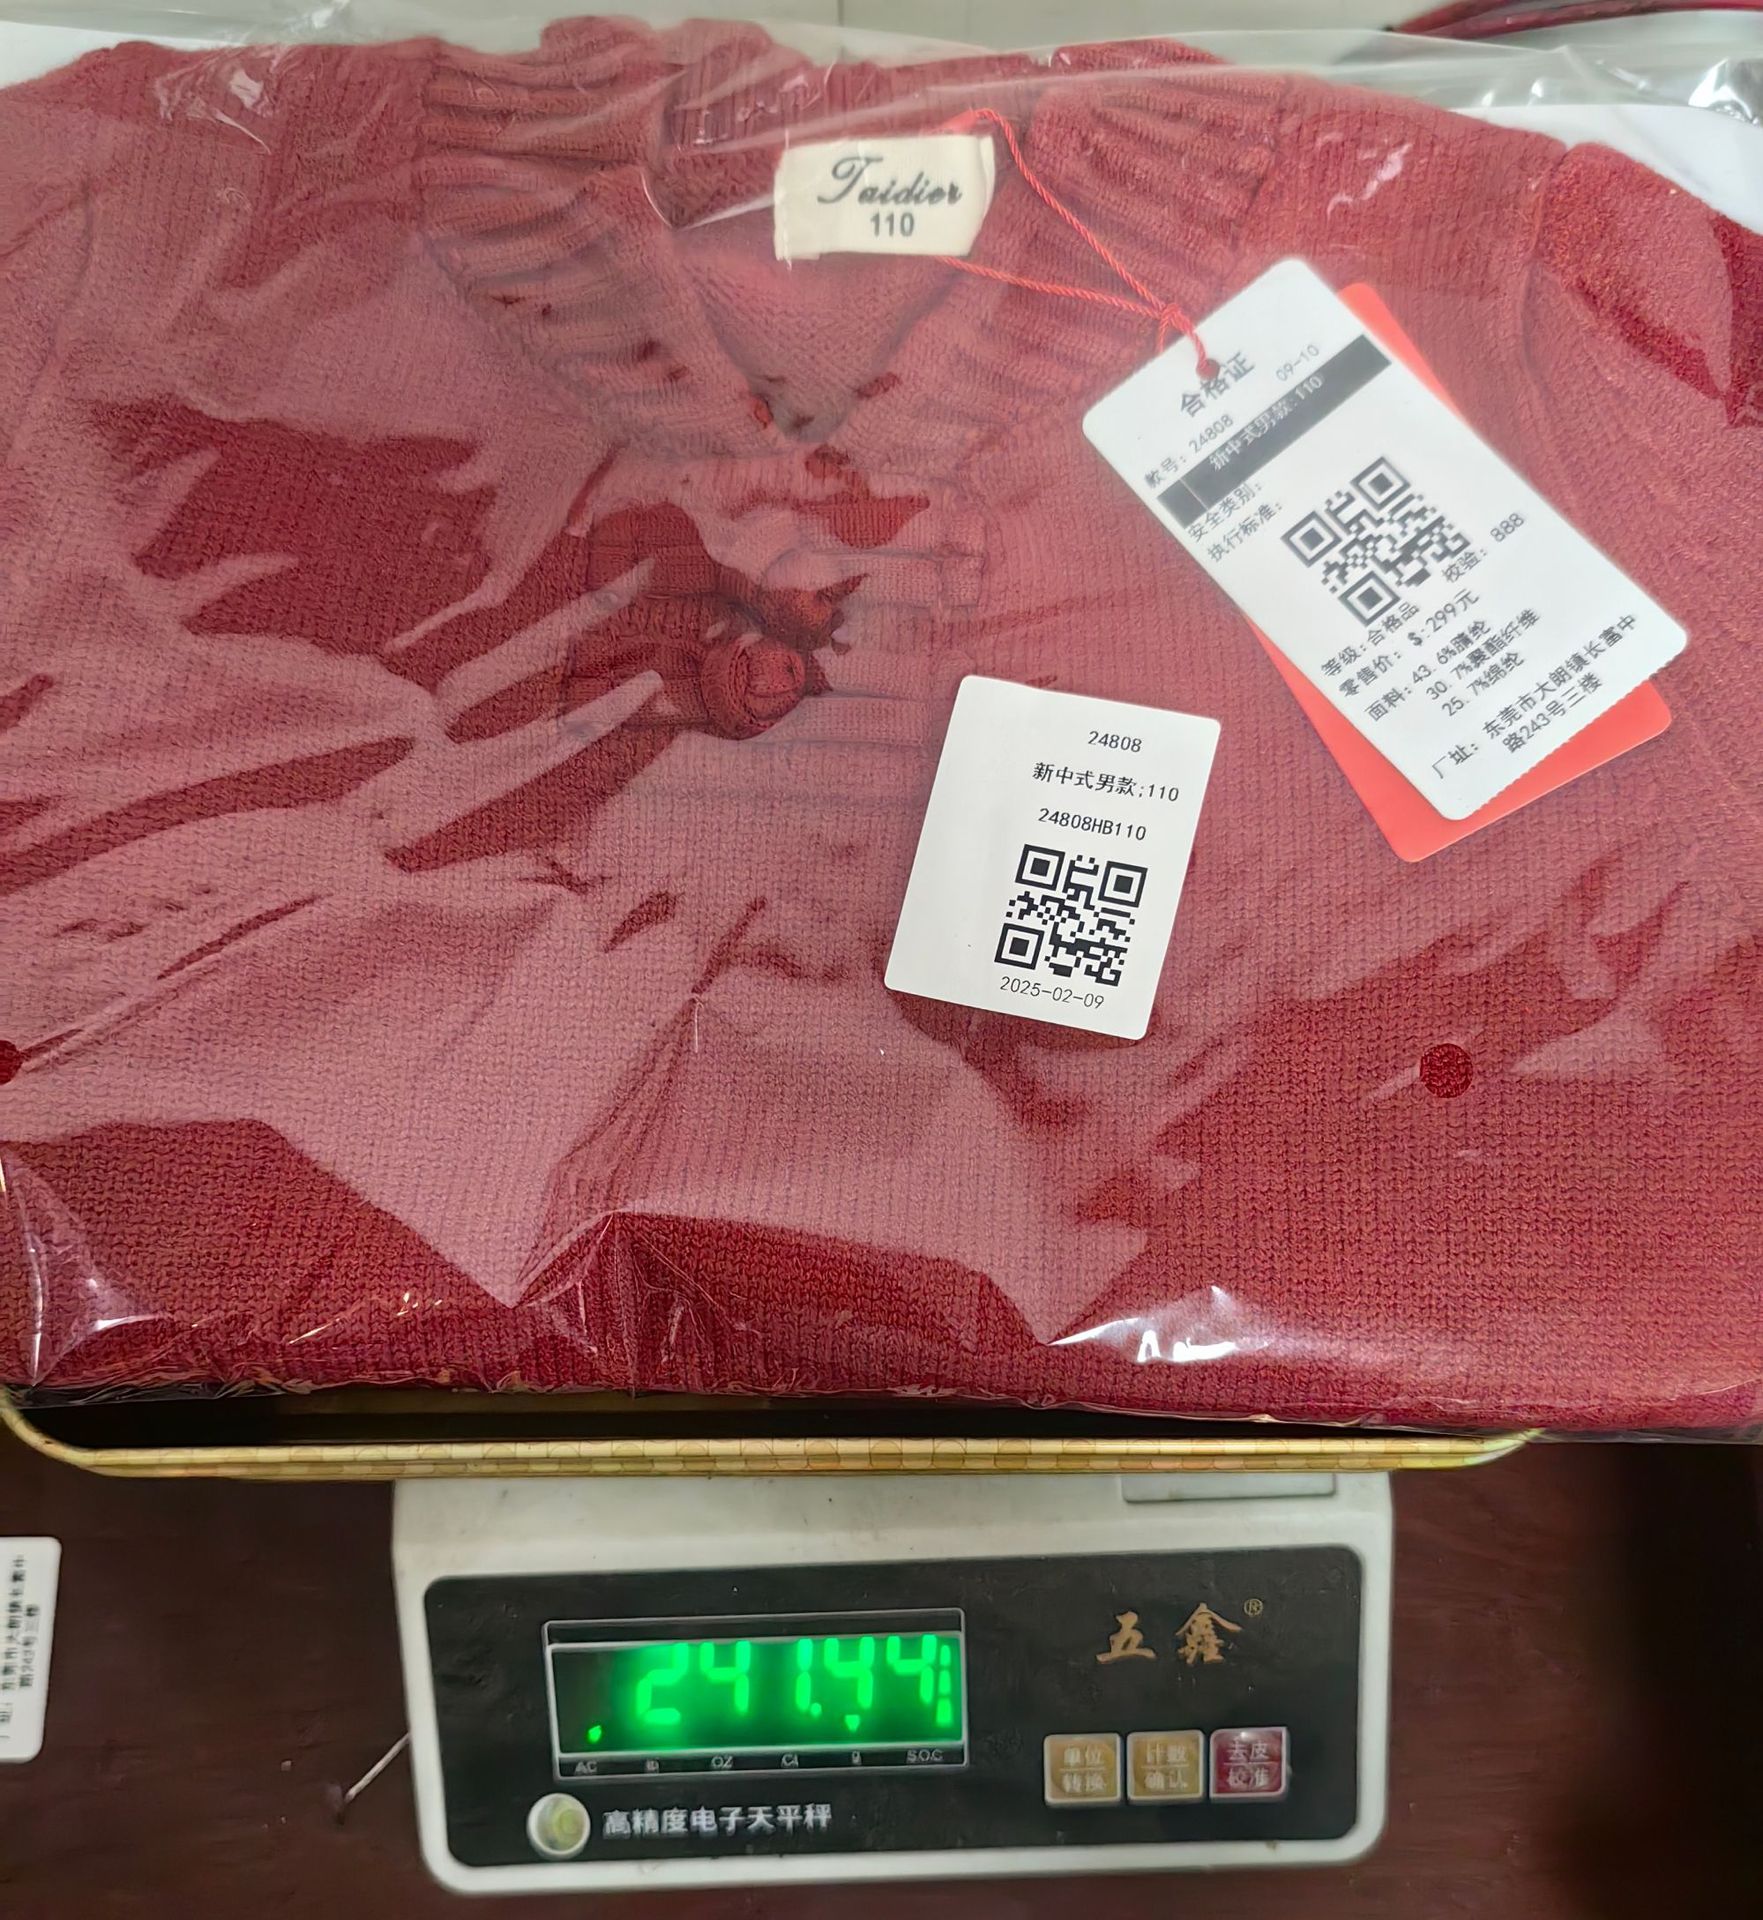 Taidier
110
合格证
09-10
款号: 24808
新中式男款:110
安全类别:
执行标准:
校验: 888
等级:合格品
零售价: $:299元
面料: 43.6%腈纶
30.7%聚酯纤维
25.7%绵纶
厂址: 东莞市大朗镇长富中
路243号三楼
24808
新中式男款;110
24808HB110
2025-02-09
五鑫®
241.44
AC lb OZ Ct g S.O.C
单位 计数 去皮
转换 确认 校准
高精度电子天平秤